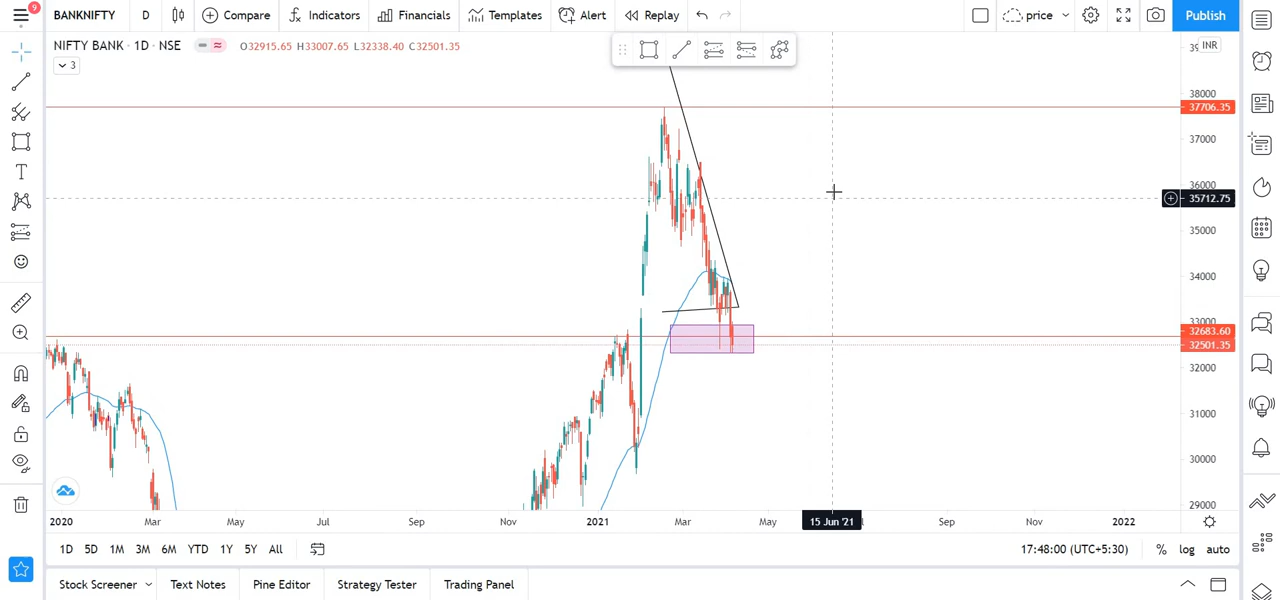 9
BANKNIFTY D Compare Indicators Financials Templates Alert Replay price Publish
NIFTY BANK · 1D · NSE O32915.65 H33007.65 L32338.40 C32501.35
3
INR
38000
37706.35
37000
36000
35712.75
35000
34000
33000
32683.60
32501.35
32000
31000
30000
29000
2020 Mar May Jul Sep Nov 2021 Mar May 15 Jun '21 Sep Nov 2022
1D 5D 1M 3M 6M YTD 1Y 5Y All 17:48:00 (UTC+5:30) % log auto
Stock Screener Text Notes Pine Editor Strategy Tester Trading Panel